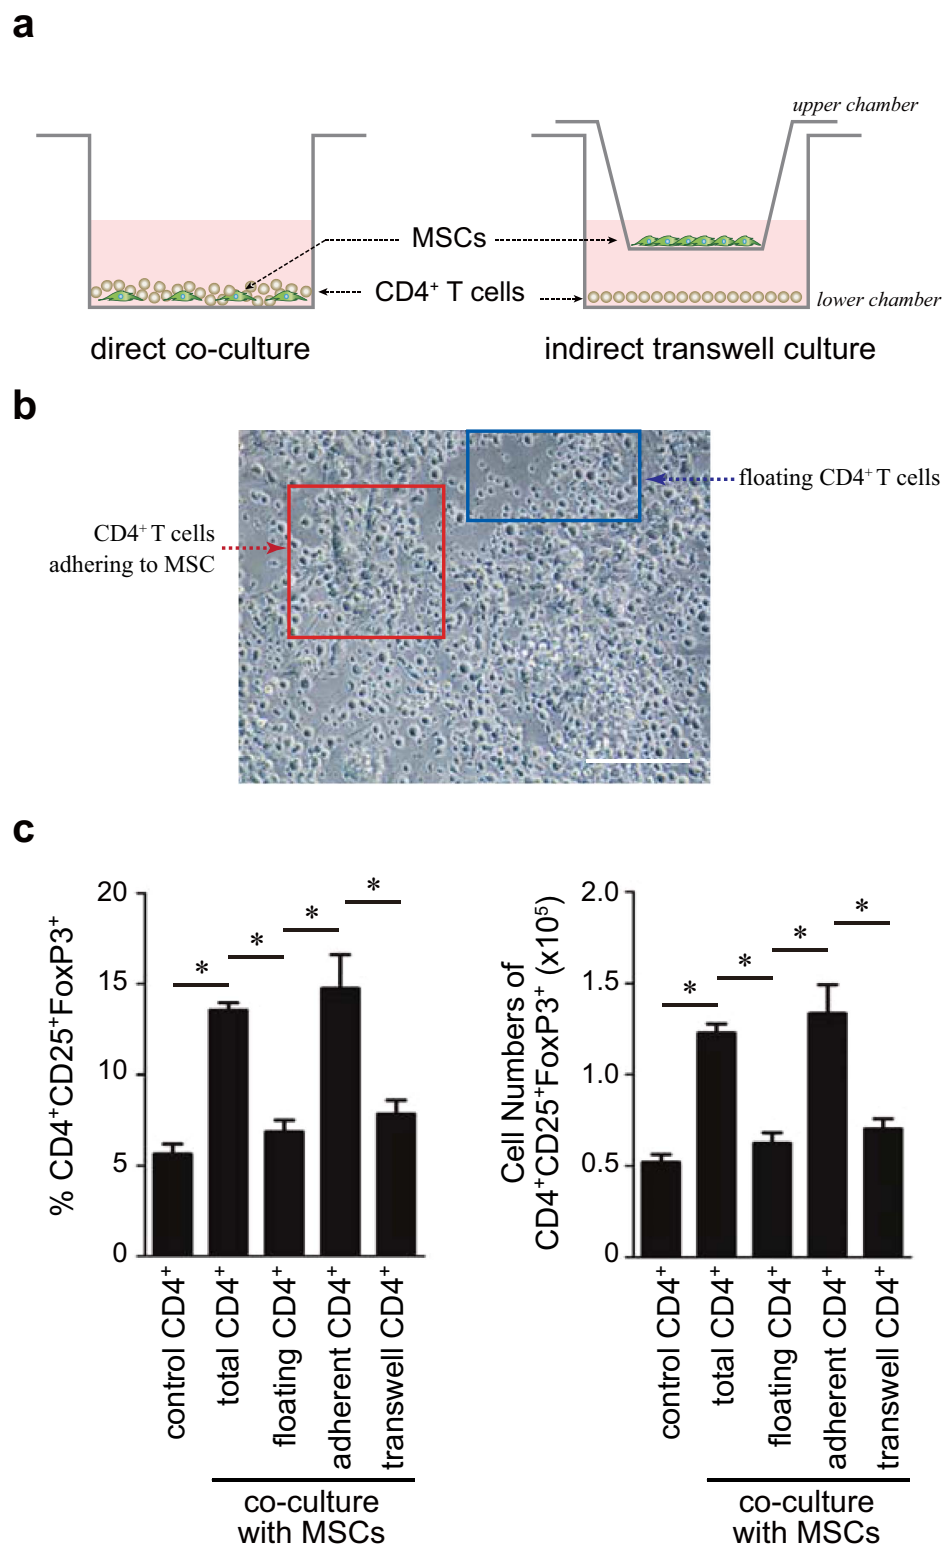 a
upper chamber
MSCs
CD4⁺ T cells
lower chamber
direct co-culture
indirect transwell culture
b
floating CD4⁺ T cells
CD4⁺ T cells
adhering to MSC
c
% CD4⁺CD25⁺FoxP3⁺
20
15
10
5
0
*
*
*
*
control CD4⁺
total CD4⁺
floating CD4⁺
adherent CD4⁺
transwell CD4⁺
co-culture
with MSCs
Cell Numbers of
CD4⁺CD25⁺FoxP3⁺ (x10⁵)
2.0
1.5
1.0
0.5
0
*
*
*
*
control CD4⁺
total CD4⁺
floating CD4⁺
adherent CD4⁺
transwell CD4⁺
co-culture
with MSCs